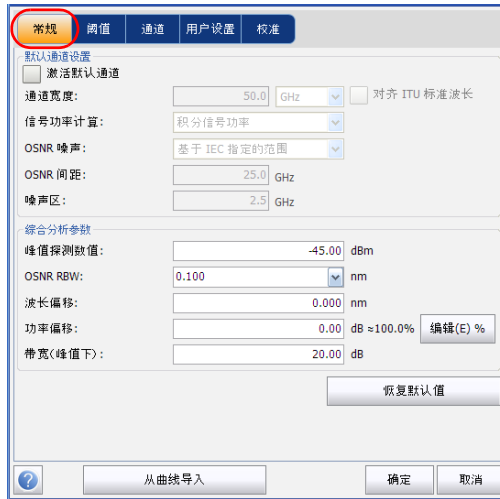 常规 阈值 通道 用户设置 校准
默认通道设置
激活默认通道
通道宽度: 50.0 GHz 对齐 ITU 标准波长
信号功率计算: 积分信号功率
OSNR 噪声: 基于 IEC 指定的范围
OSNR 间距: 25.0 GHz
噪声区: 2.5 GHz
综合分析参数
峰值探测数值: -45.00 dBm
OSNR RBW: 0.100 nm
波长偏移: 0.000 nm
功率偏移: 0.00 dB ≈100.0% 编辑(E) %
带宽(峰值下): 20.00 dB
恢复默认值
? 从曲线导入 确定 取消